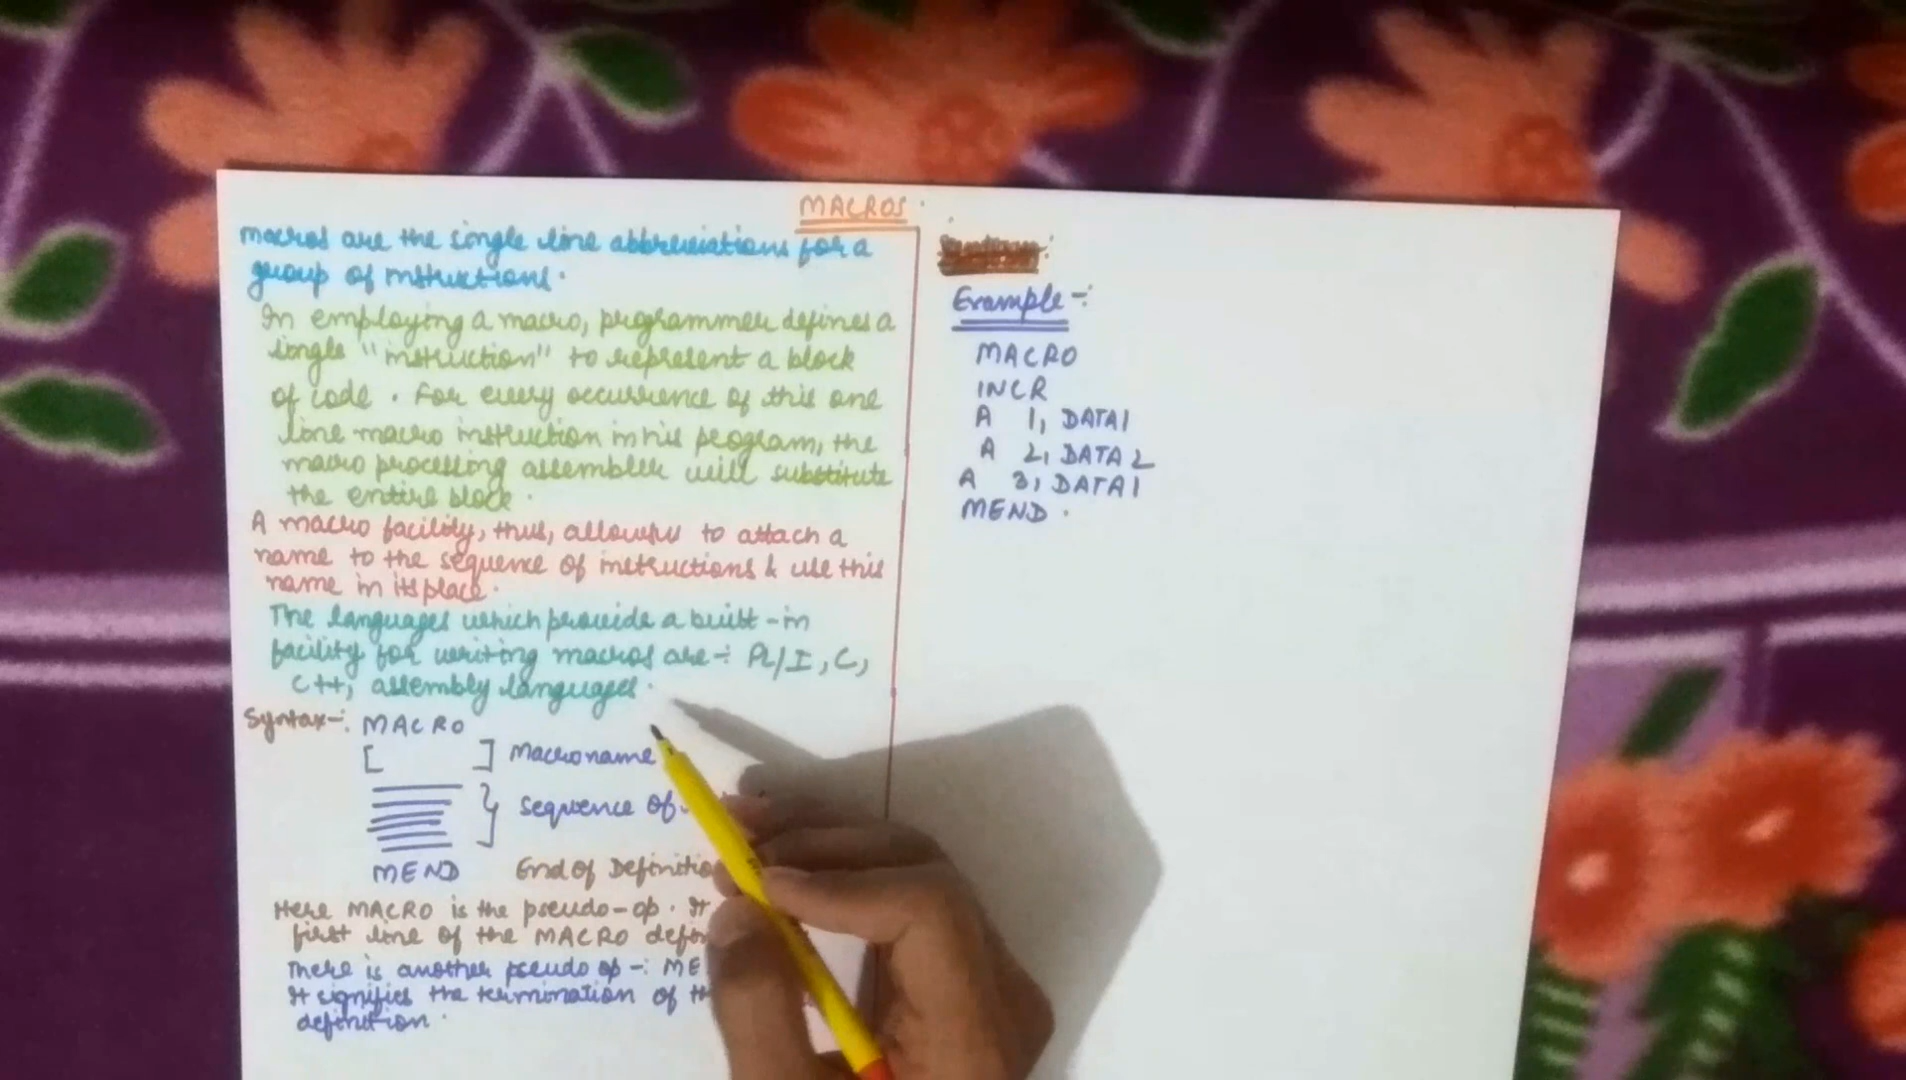 MACROS.
macros are the single line abbreviations for a
group of instructions.
In employing a macro, programmer defines a
single "instruction" to represent a block
of code. For every occurrence of this one
line macro instruction in his program, the
macro processing assembler will substitute
the entire block.
A macro facility, thus, allows us to attach a
name to the sequence of instructions & use this
name in its place.
The languages which provide a built-in
facility for writing macros are-: PL/I, C,
C++, assembly languages.
Syntax-: MACRO
[ ] Macroname
} sequence of
MEND End of Definitio
Here MACRO is the pseudo-op. It
first line of the MACRO defin
There is another pseudo op-: ME
It signifies the termination of th
definition.
Example-:
MACRO
INCR
A 1, DATA1
A 2, DATA2
A 3, DATA1
MEND.